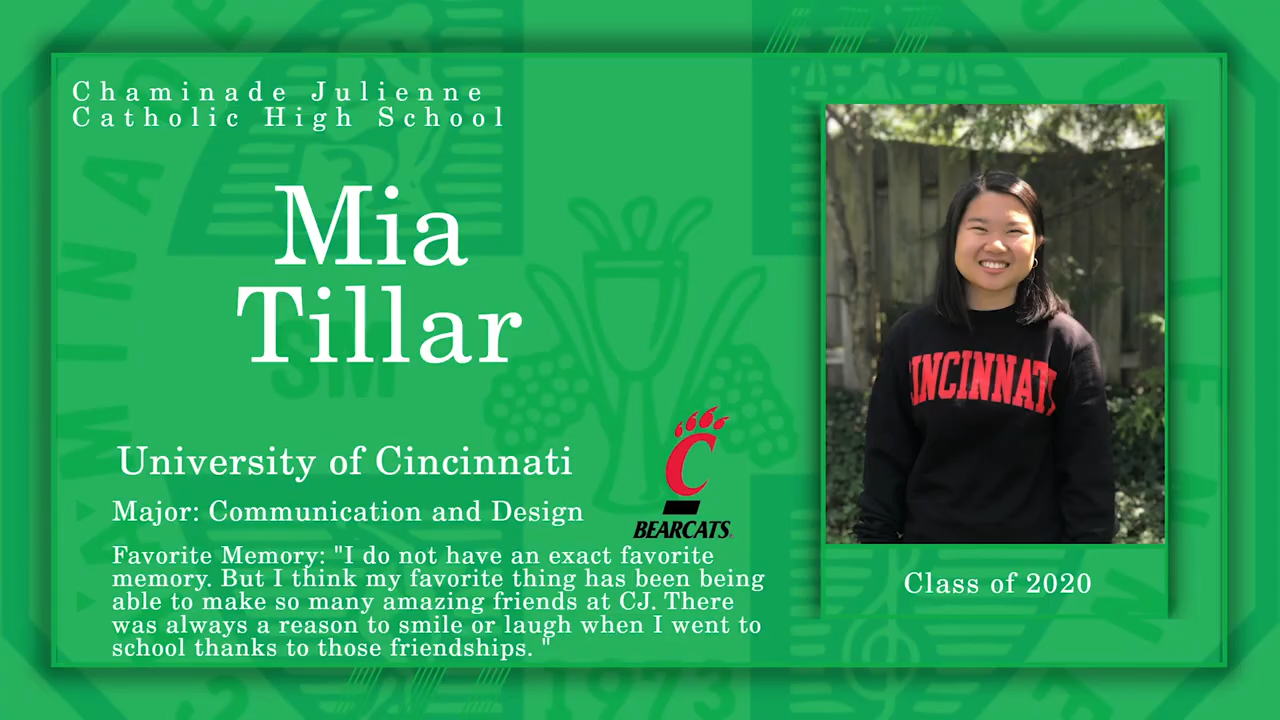 Chaminade Julienne
Catholic High School
Mia
Tillar
University of Cincinnati
Major: Communication and Design
Favorite Memory: "I do not have an exact favorite
memory. But I think my favorite thing has been being
able to make so many amazing friends at CJ. There
was always a reason to smile or laugh when I went to
school thanks to those friendships. "
C
BEARCATS
CINCINNATI
Class of 2020
SM
1973